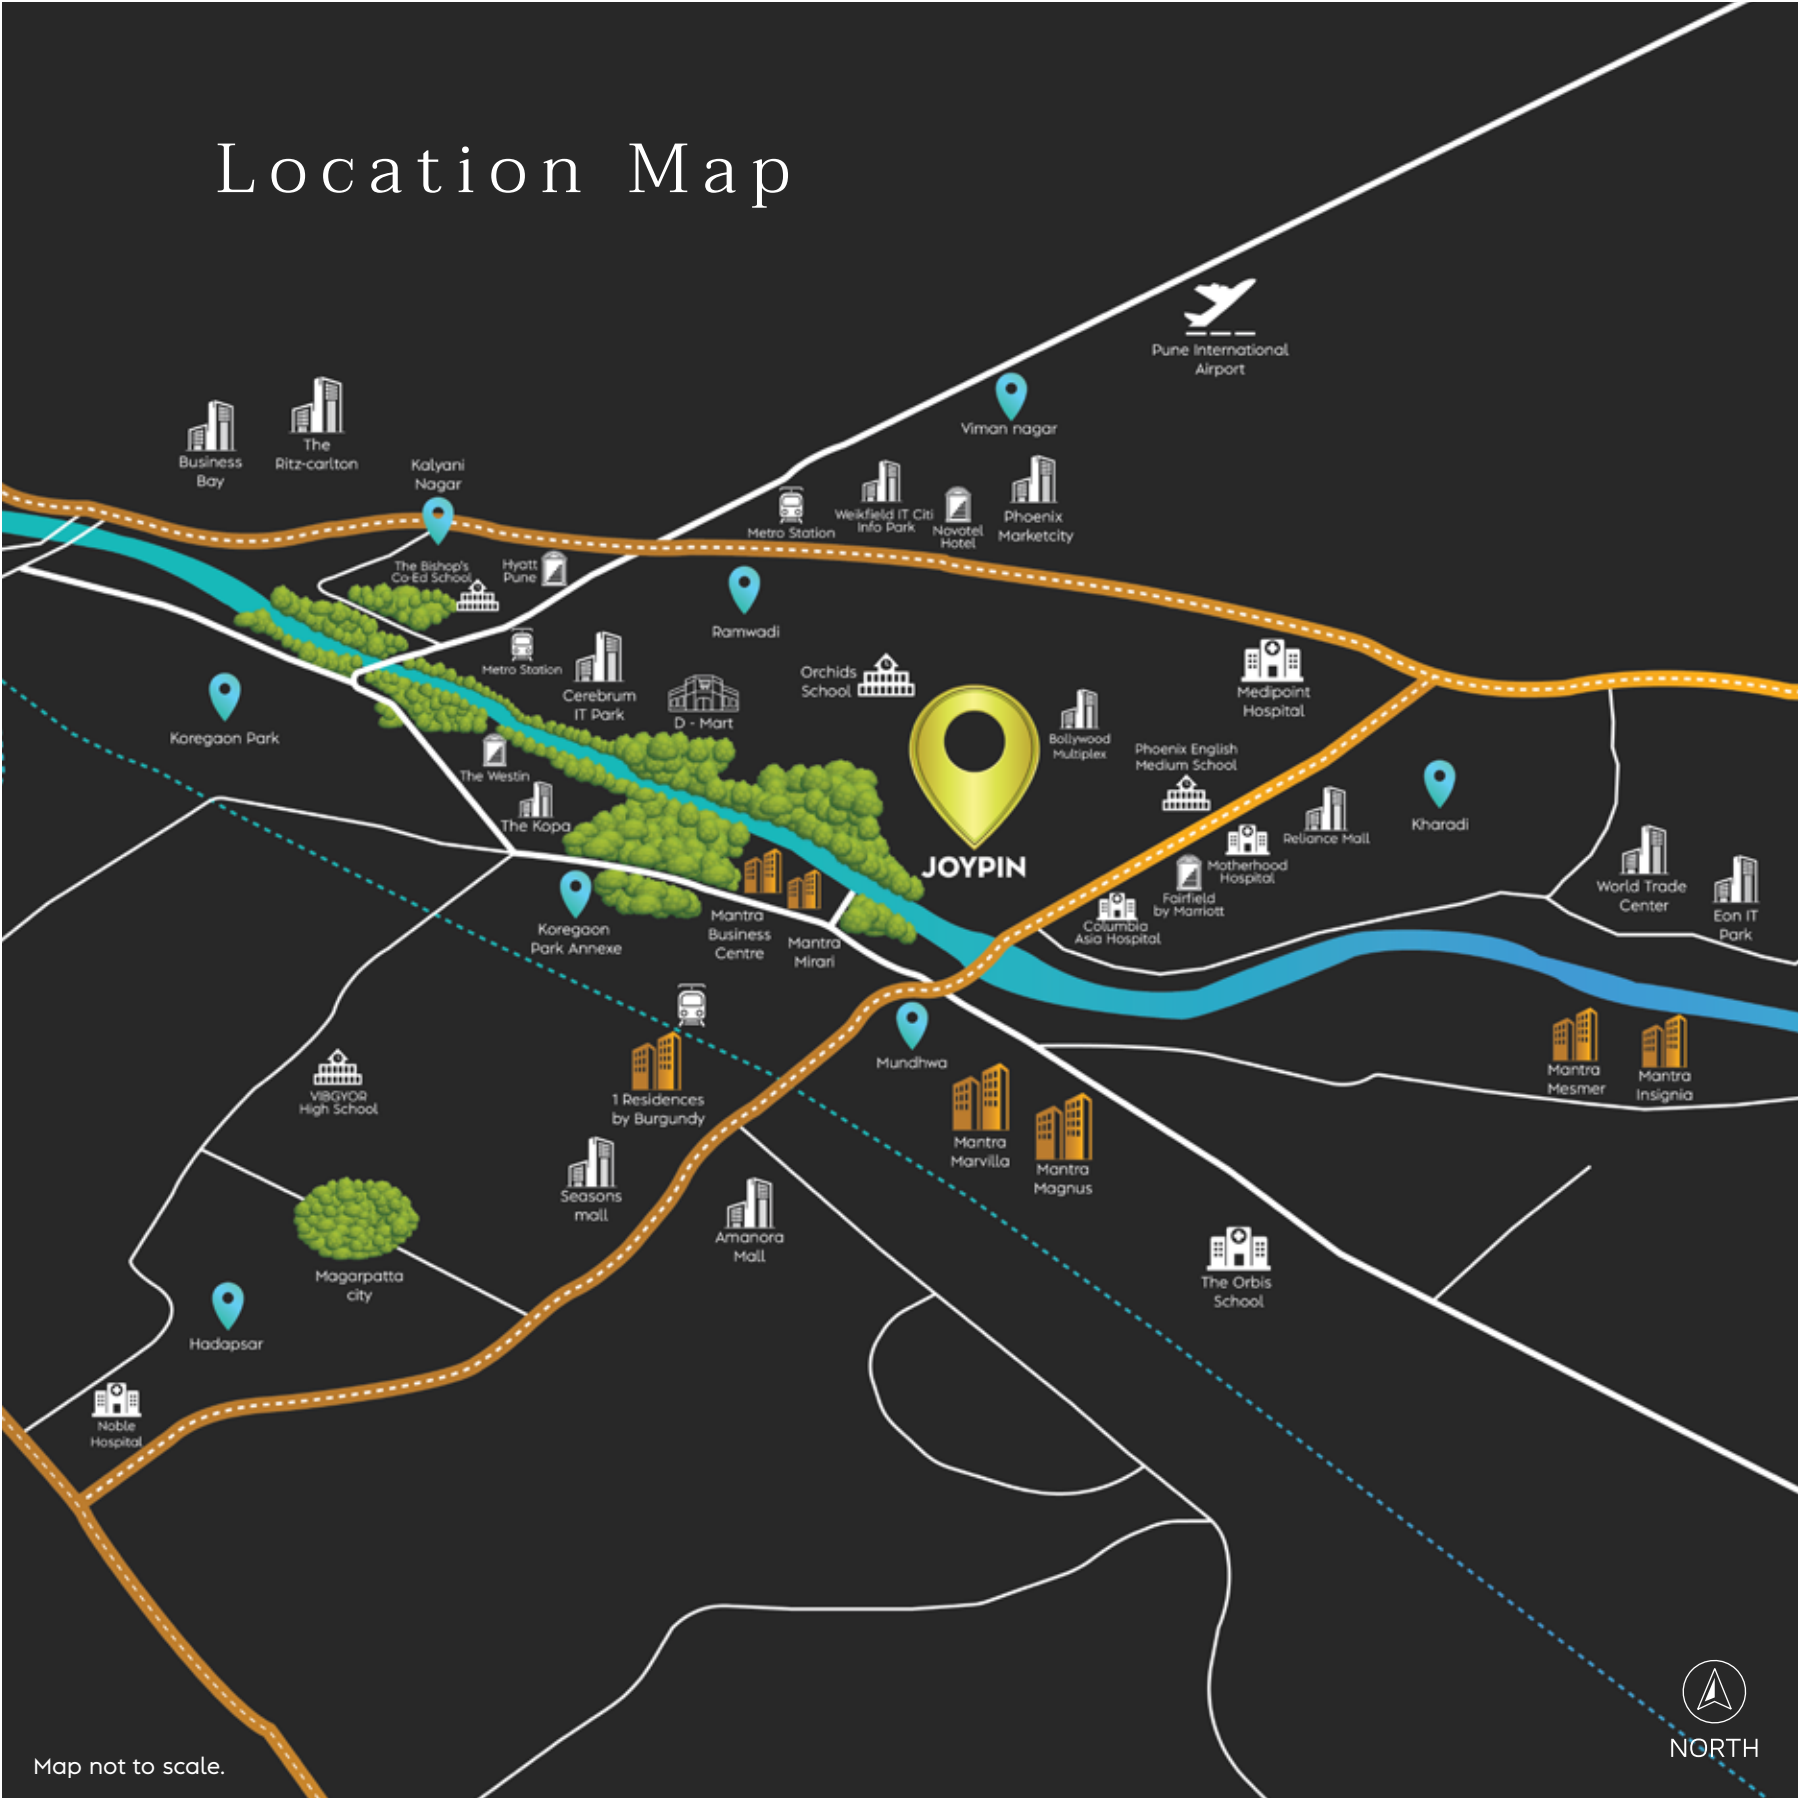 Location Map
Pune International
Airport
Viman nagar
The
Ritz-carlton
Business
Bay
Kalyani
Nagar
Metro Station
Weikfield IT Citi
Info Park
Novotel
Hotel
Phoenix
Marketcity
The Bishop's
Co-Ed School
Hyatt
Pune
Ramwadi
Metro Station
Cerebrum
IT Park
D - Mart
Orchids
School
Medipoint
Hospital
Koregaon Park
Bollywood
Multiplex
Phoenix English
Medium School
The Westin
The Kopa
Kharadi
Reliance Mall
Motherhood
Hospital
JOYPIN
Fairfield
by Marriott
World Trade
Center
Eon IT
Park
Columbia
Asia Hospital
Koregaon
Park Annexe
Mantra
Business
Centre
Mantra
Mirari
Mundhwa
Mantra
Mesmer
Mantra
Insignia
1 Residences
by Burgundy
VIBGYOR
High School
Mantra
Marvilla
Mantra
Magnus
Seasons
mall
Amanora
Mall
Magarpatta
city
The Orbis
School
Hadapsar
Noble
Hospital
NORTH
Map not to scale.